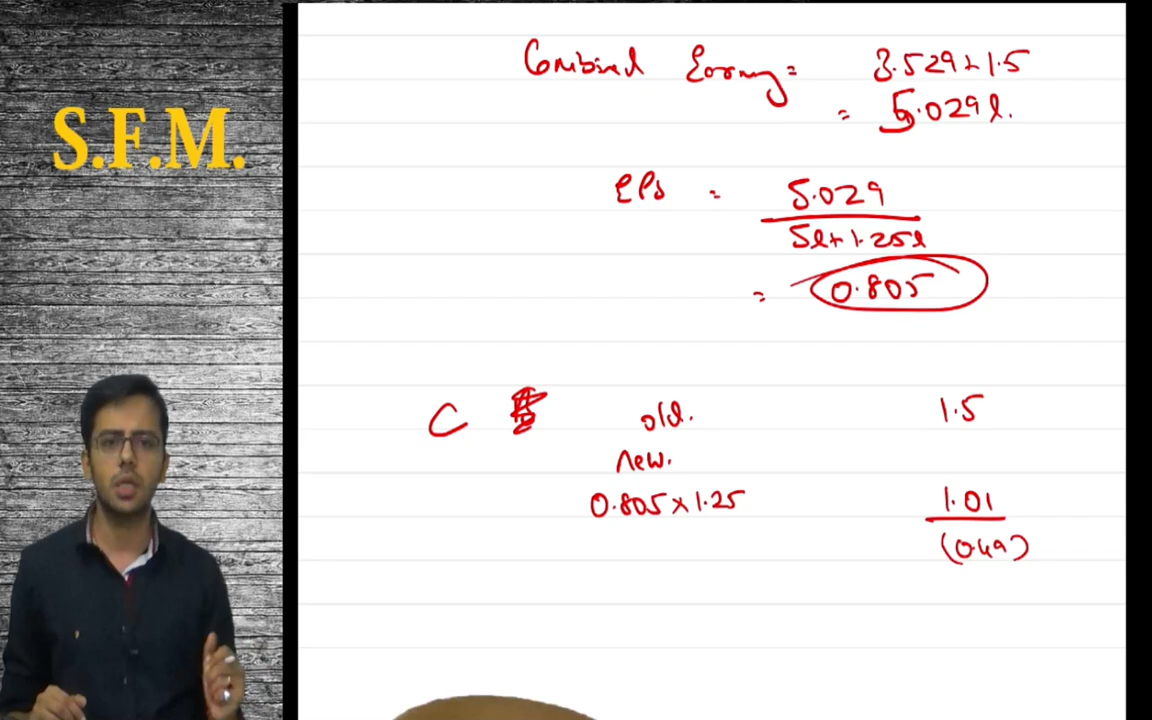 S.F.M.
Combined Earning = 3.529 + 1.5
= 5.029 l.
EPS = 5.029
5l + 1.25l
= 0.805
C old. 1.5
new.
0.805 × 1.25 1.01
(0.49)